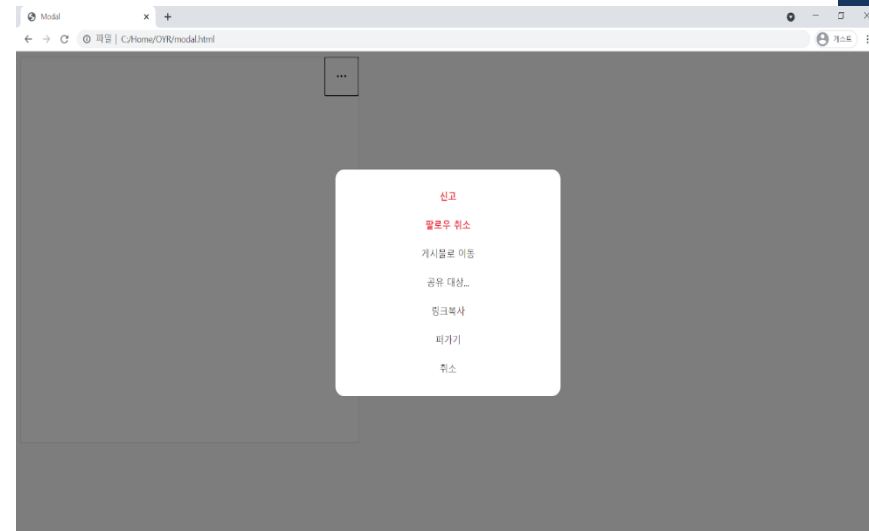 Modal
파일 | C:/Home/OYR/modal.html
게스트
...
신고
팔로우 취소
게시물로 이동
공유 대상...
링크복사
퍼가기
취소